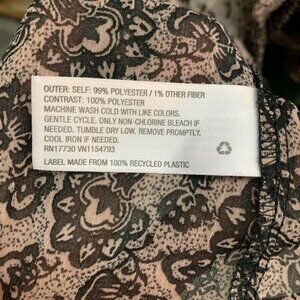 OUTER: SELF: 99% POLYESTER / 1% OTHER FIBER
CONTRAST: 100% POLYESTER
MACHINE WASH COLD WITH LIKE COLORS.
GENTLE CYCLE. ONLY NON-CHLORINE BLEACH IF
NEEDED. TUMBLE DRY LOW. REMOVE PROMPTLY.
COOL IRON IF NEEDED.
RN17730 VN1154793
LABEL MADE FROM 100% RECYCLED PLASTIC